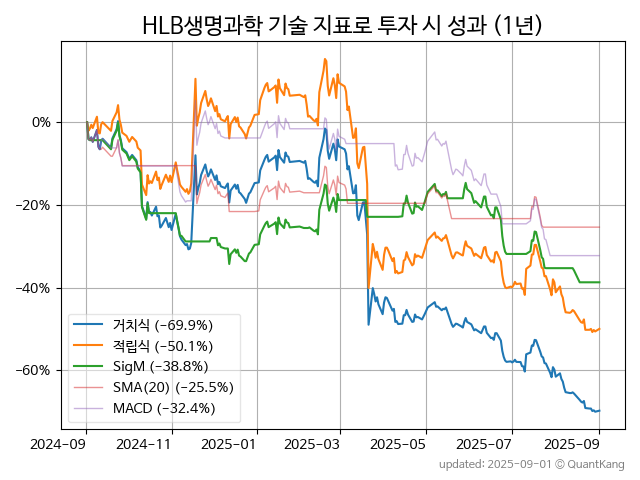 HLB생명과학 기술 지표로 투자 시 성과 (1년)
0%
−20%
−40%
−60%
거치식 (−69.9%)
적립식 (−50.1%)
SigM (−38.8%)
SMA(20) (−25.5%)
MACD (−32.4%)
2024-09
2024-11
2025-01
2025-03
2025-05
2025-07
2025-09
updated: 2025-09-01 © QuantKang